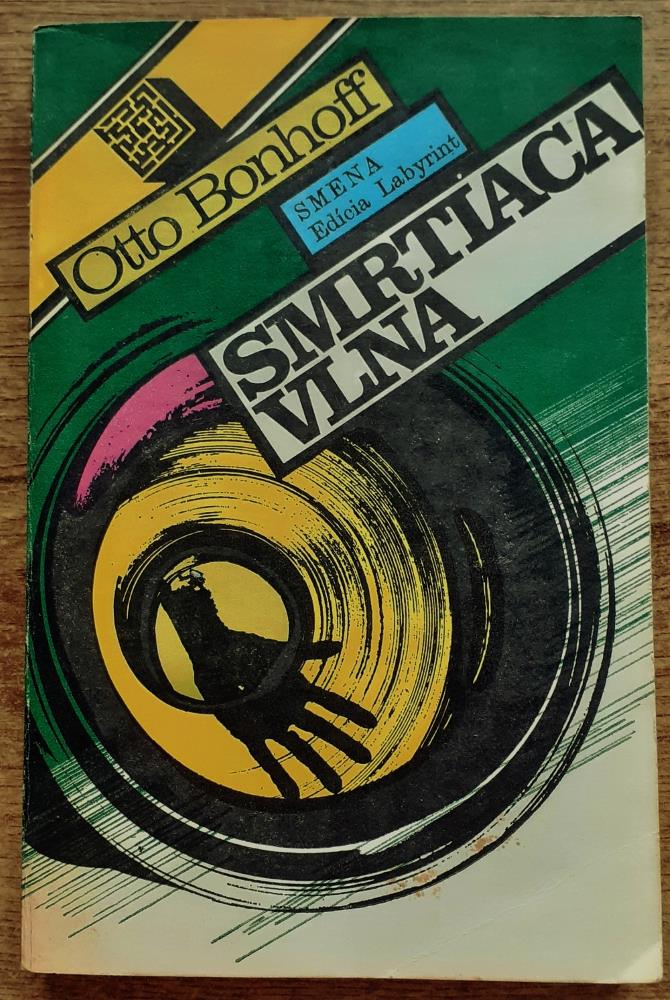 Otto Bonhoff
SMENA
Edícia Labyrint
SMRTIACA
VLNA